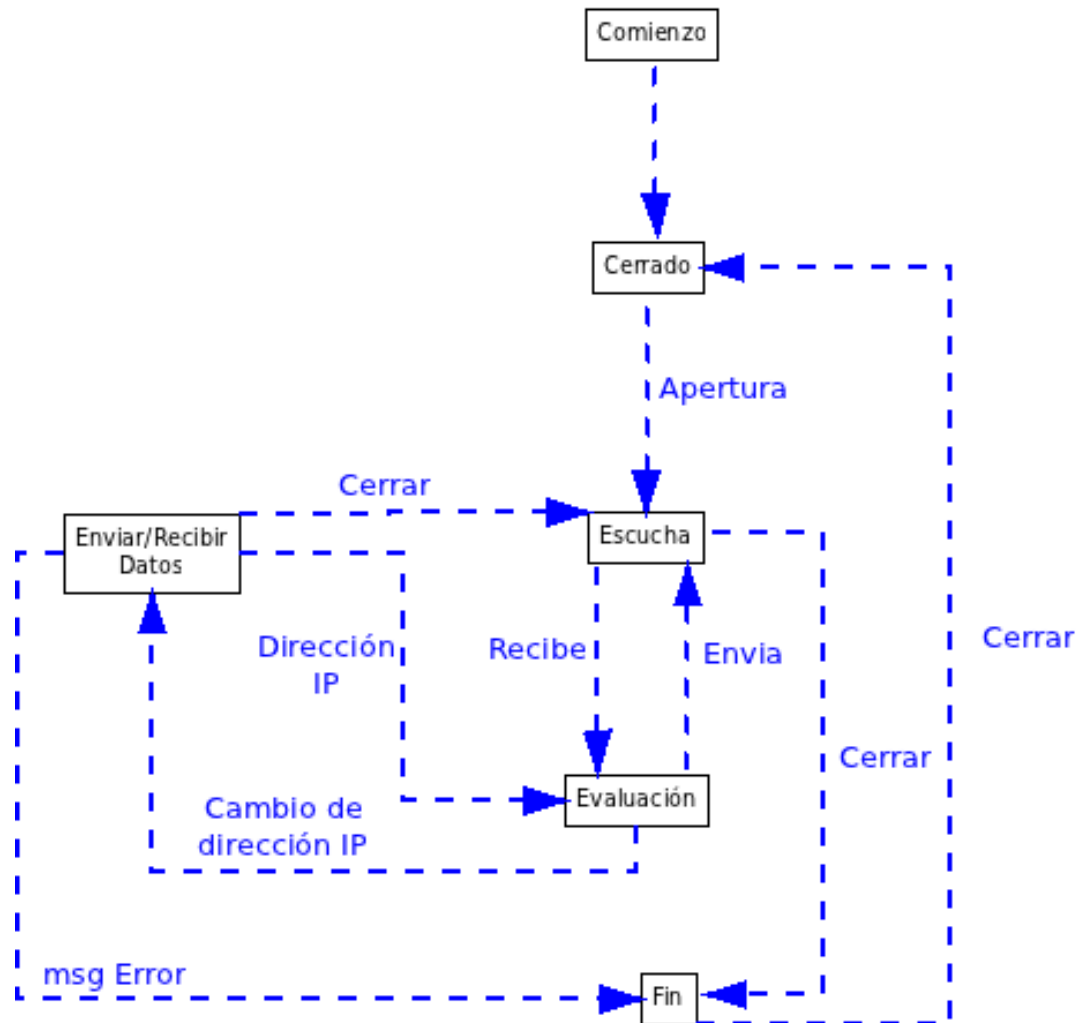 Comienzo
Cerrado
Apertura
Cerrar
Enviar/Recibir
Datos
Escucha
Dirección
IP
Recibe
Envia
Cerrar
Cerrar
Evaluación
Cambio de
dirección IP
msg Error
Fin